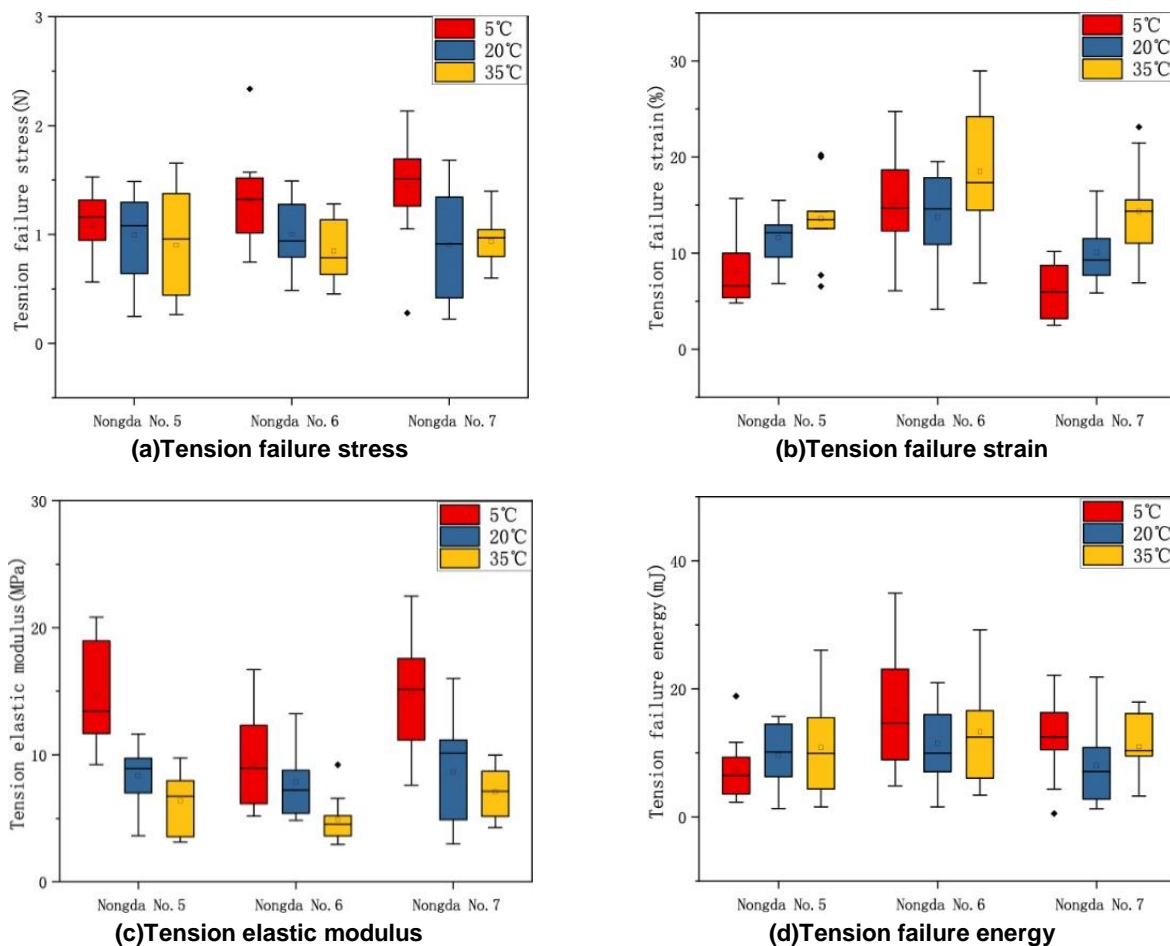 Tesnion failure stress(N)
3
2
1
0
5℃
20℃
35℃
Nongda No.5
Nongda No.6
Nongda No.7
(a)Tension failure stress
Tension failure strain(%)
30
20
10
0
5℃
20℃
35℃
Nongda No.5
Nongda No.6
Nongda No.7
(b)Tension failure strain
Tension elastic modulus(MPa)
30
20
10
0
5℃
20℃
35℃
Nongda No.5
Nongda No.6
Nongda No.7
(c)Tension elastic modulus
Tension failure energy(mJ)
40
20
0
5℃
20℃
35℃
Nongda No.5
Nongda No.6
Nongda No.7
(d)Tension failure energy